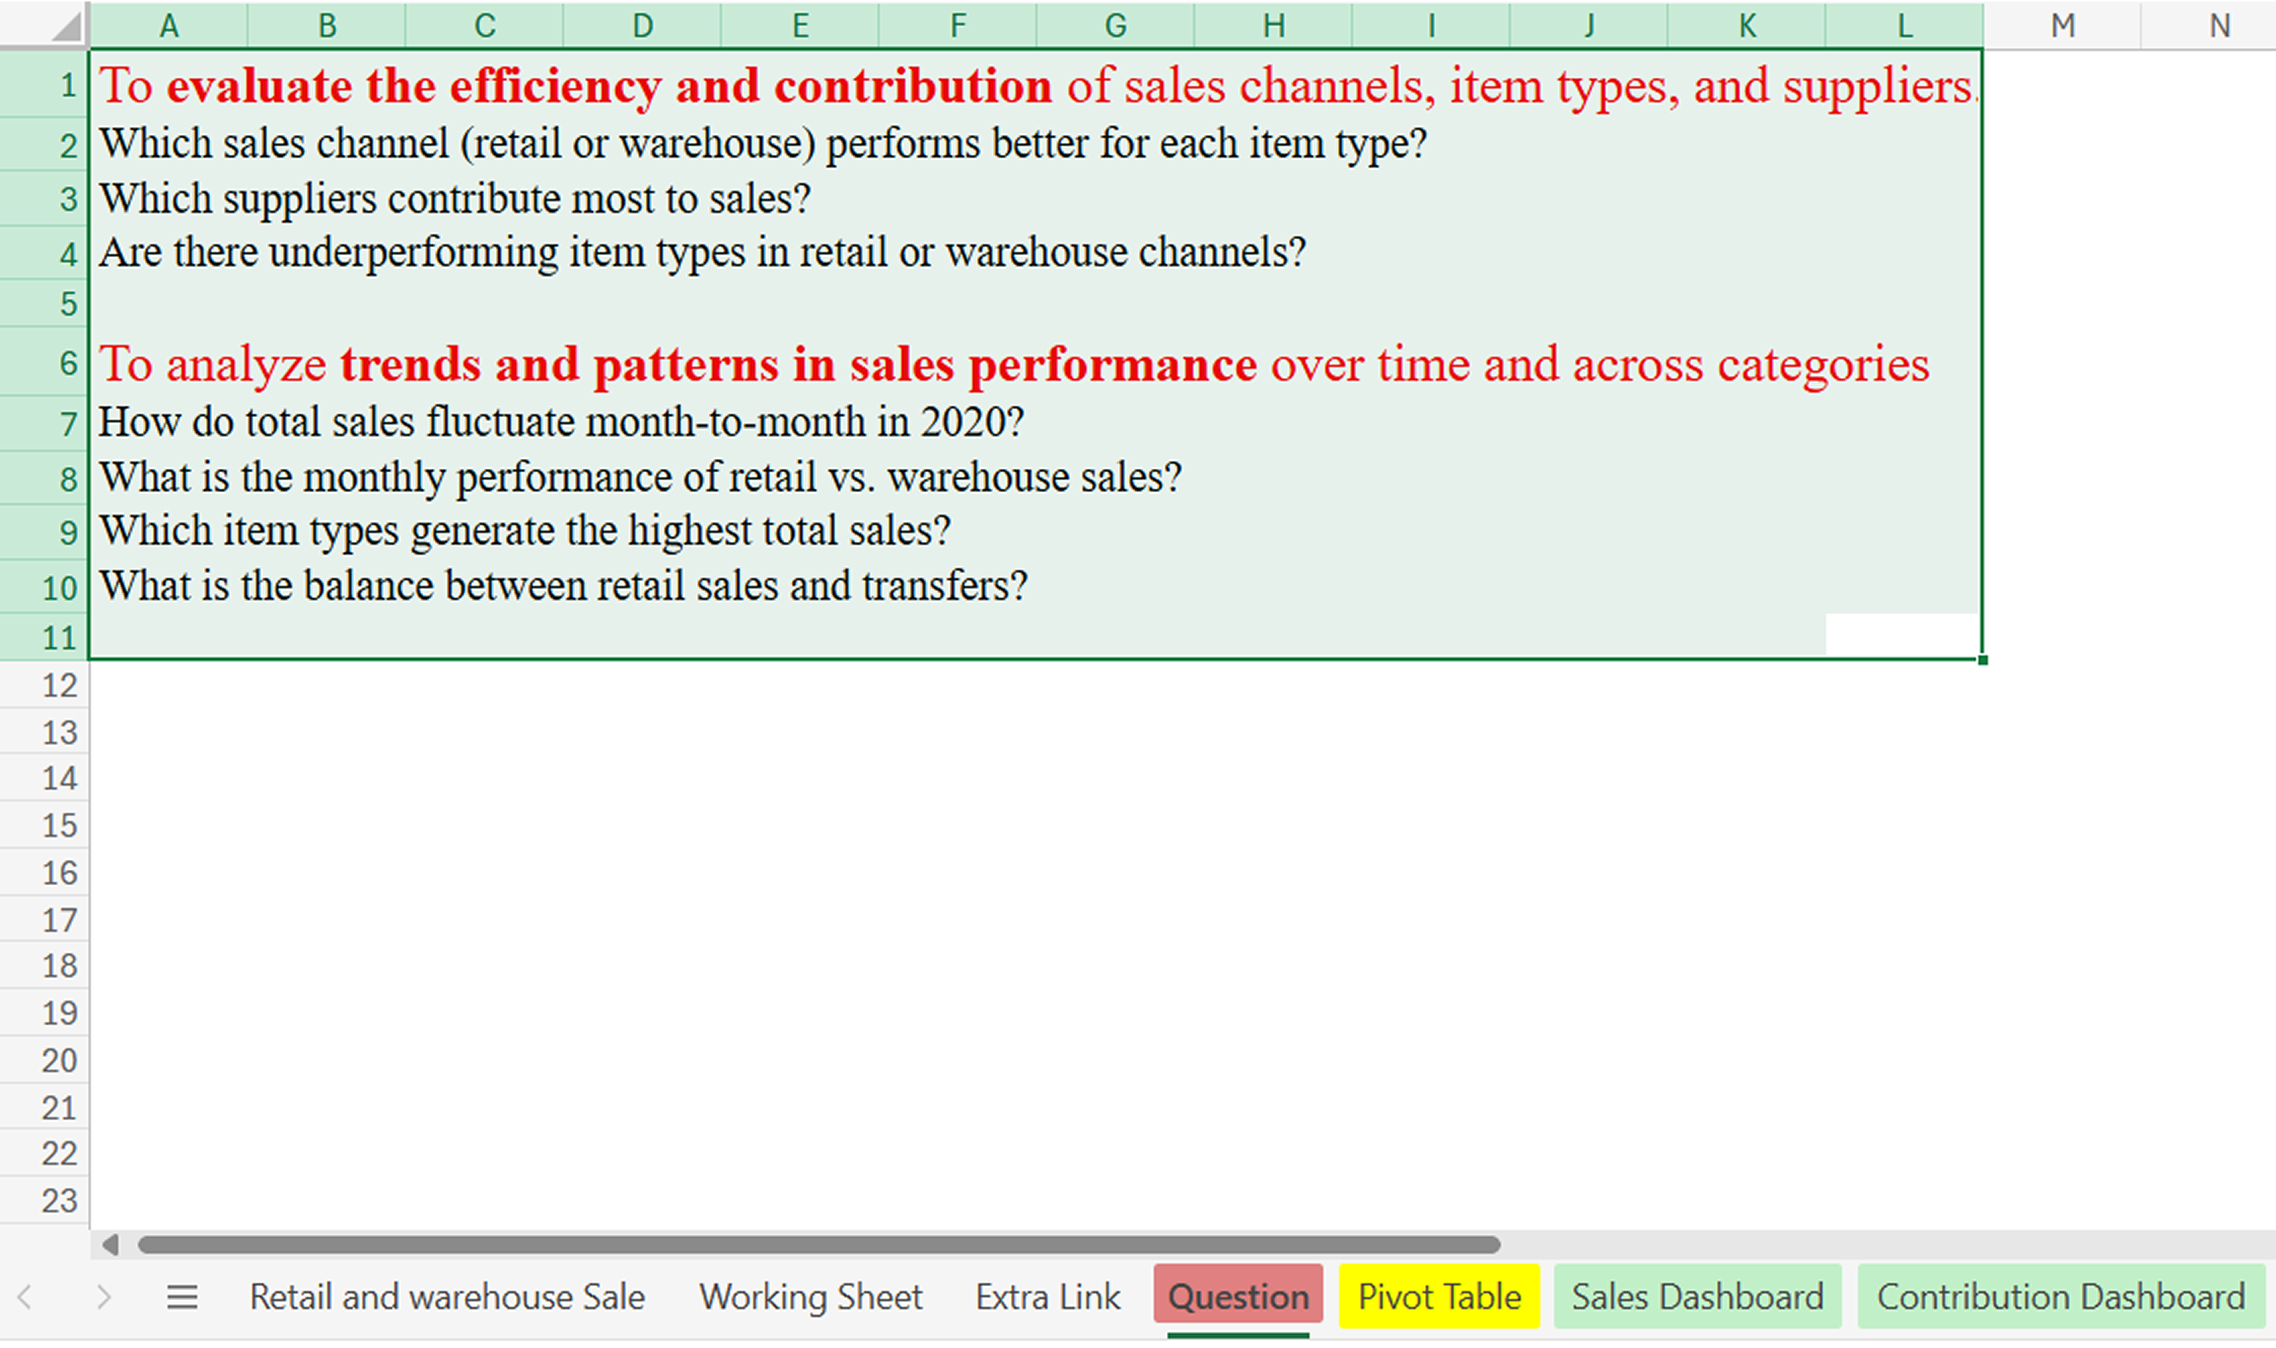 A B C D E F G H I J K L M N
1 To evaluate the efficiency and contribution of sales channels, item types, and suppliers.
2 Which sales channel (retail or warehouse) performs better for each item type?
3 Which suppliers contribute most to sales?
4 Are there underperforming item types in retail or warehouse channels?
5
6 To analyze trends and patterns in sales performance over time and across categories
7 How do total sales fluctuate month-to-month in 2020?
8 What is the monthly performance of retail vs. warehouse sales?
9 Which item types generate the highest total sales?
10 What is the balance between retail sales and transfers?
11
12
13
14
15
16
17
18
19
20
21
22
23
Retail and warehouse Sale Working Sheet Extra Link Question Pivot Table Sales Dashboard Contribution Dashboard